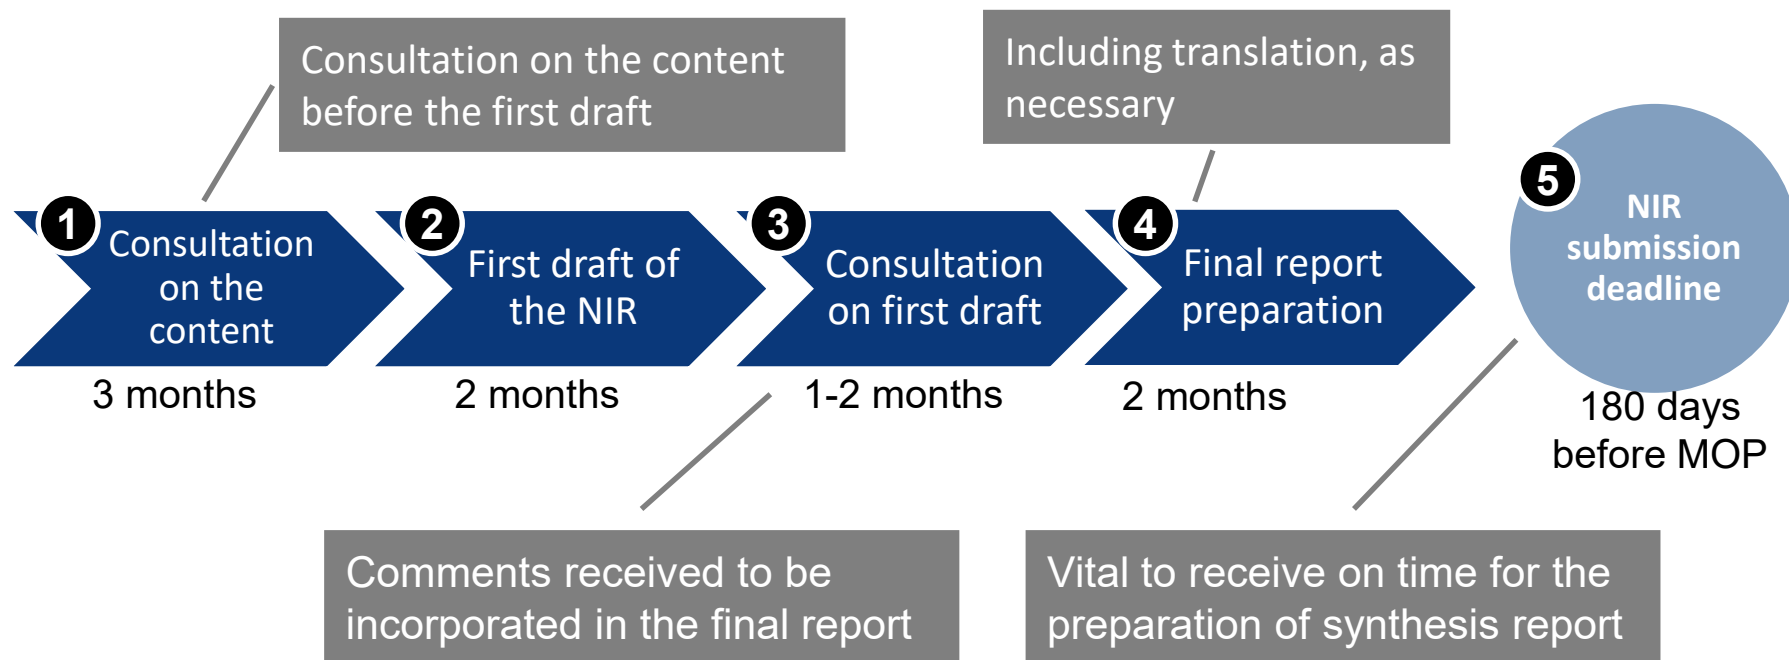 Consultation on the content
before the first draft
Including translation, as
necessary
1
Consultation
on the
content
3 months
2
First draft of
the NIR
2 months
3
Consultation
on first draft
1-2 months
4
Final report
preparation
2 months
5
NIR
submission
deadline
180 days
before MOP
Comments received to be
incorporated in the final report
Vital to receive on time for the
preparation of synthesis report